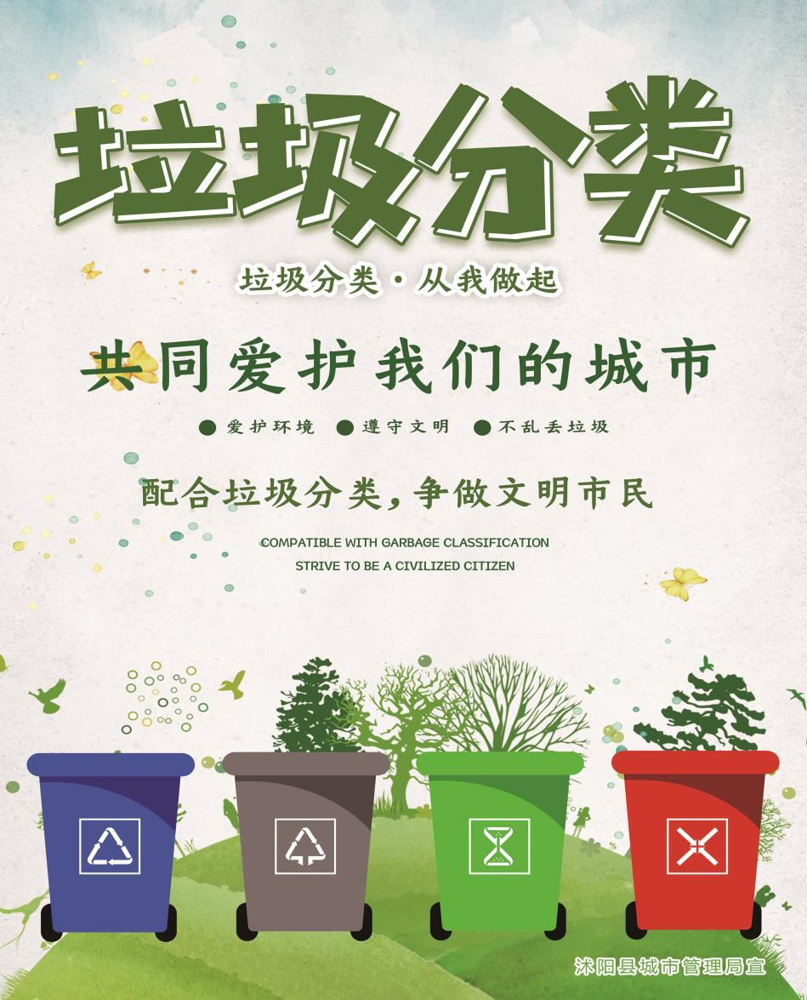 垃圾分类
垃圾分类·从我做起
共同爱护我们的城市
● 爱护环境 ● 遵守文明 ● 不乱丢垃圾
配合垃圾分类，争做文明市民
COMPATIBLE WITH GARBAGE CLASSIFICATION
STRIVE TO BE A CIVILIZED CITIZEN
沭阳县城市管理局宣